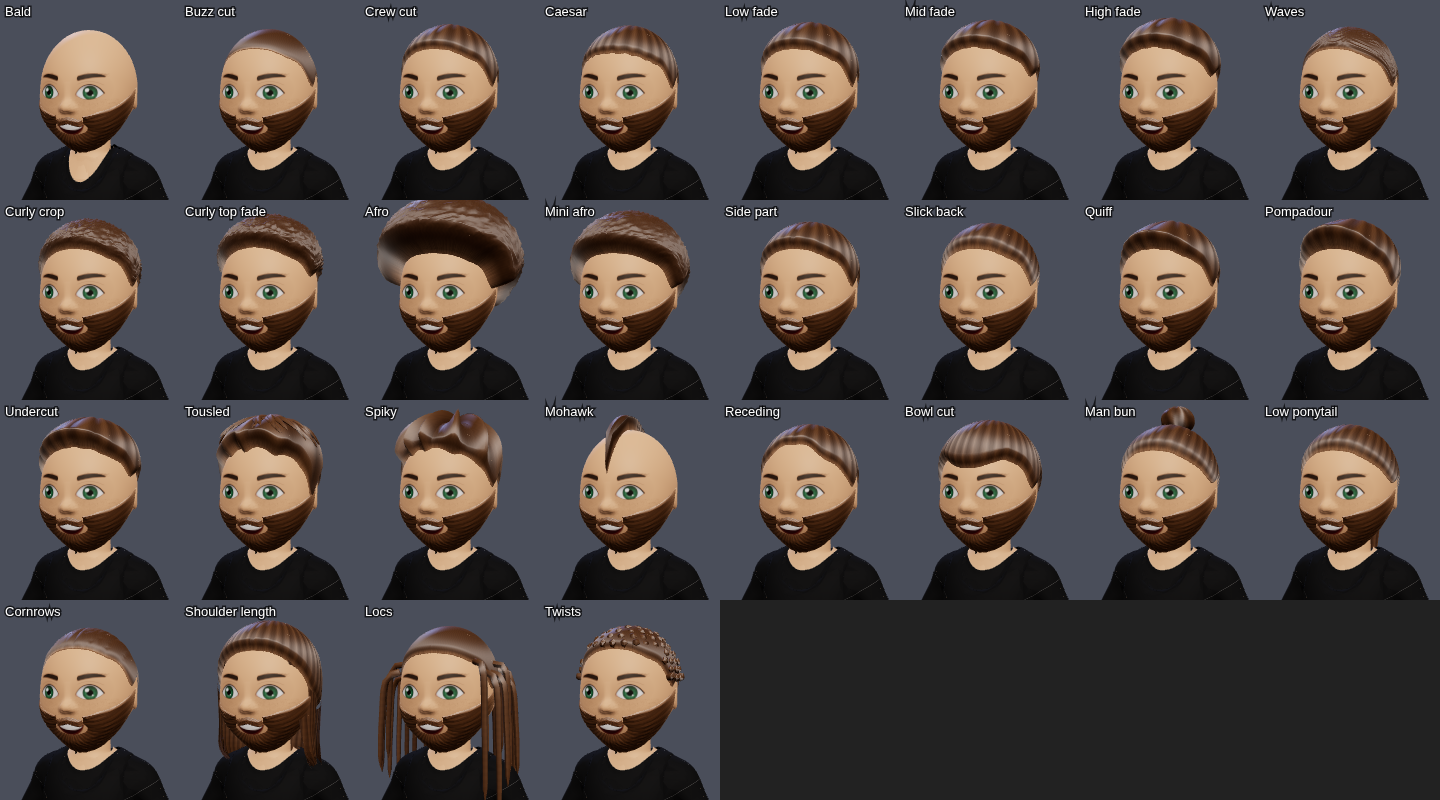 Bald
Buzz cut
Crew cut
Caesar
Low fade
Mid fade
High fade
Waves
Curly crop
Curly top fade
Afro
Mini afro
Side part
Slick back
Quiff
Pompadour
Undercut
Tousled
Spiky
Mohawk
Receding
Bowl cut
Man bun
Low ponytail
Cornrows
Shoulder length
Locs
Twists